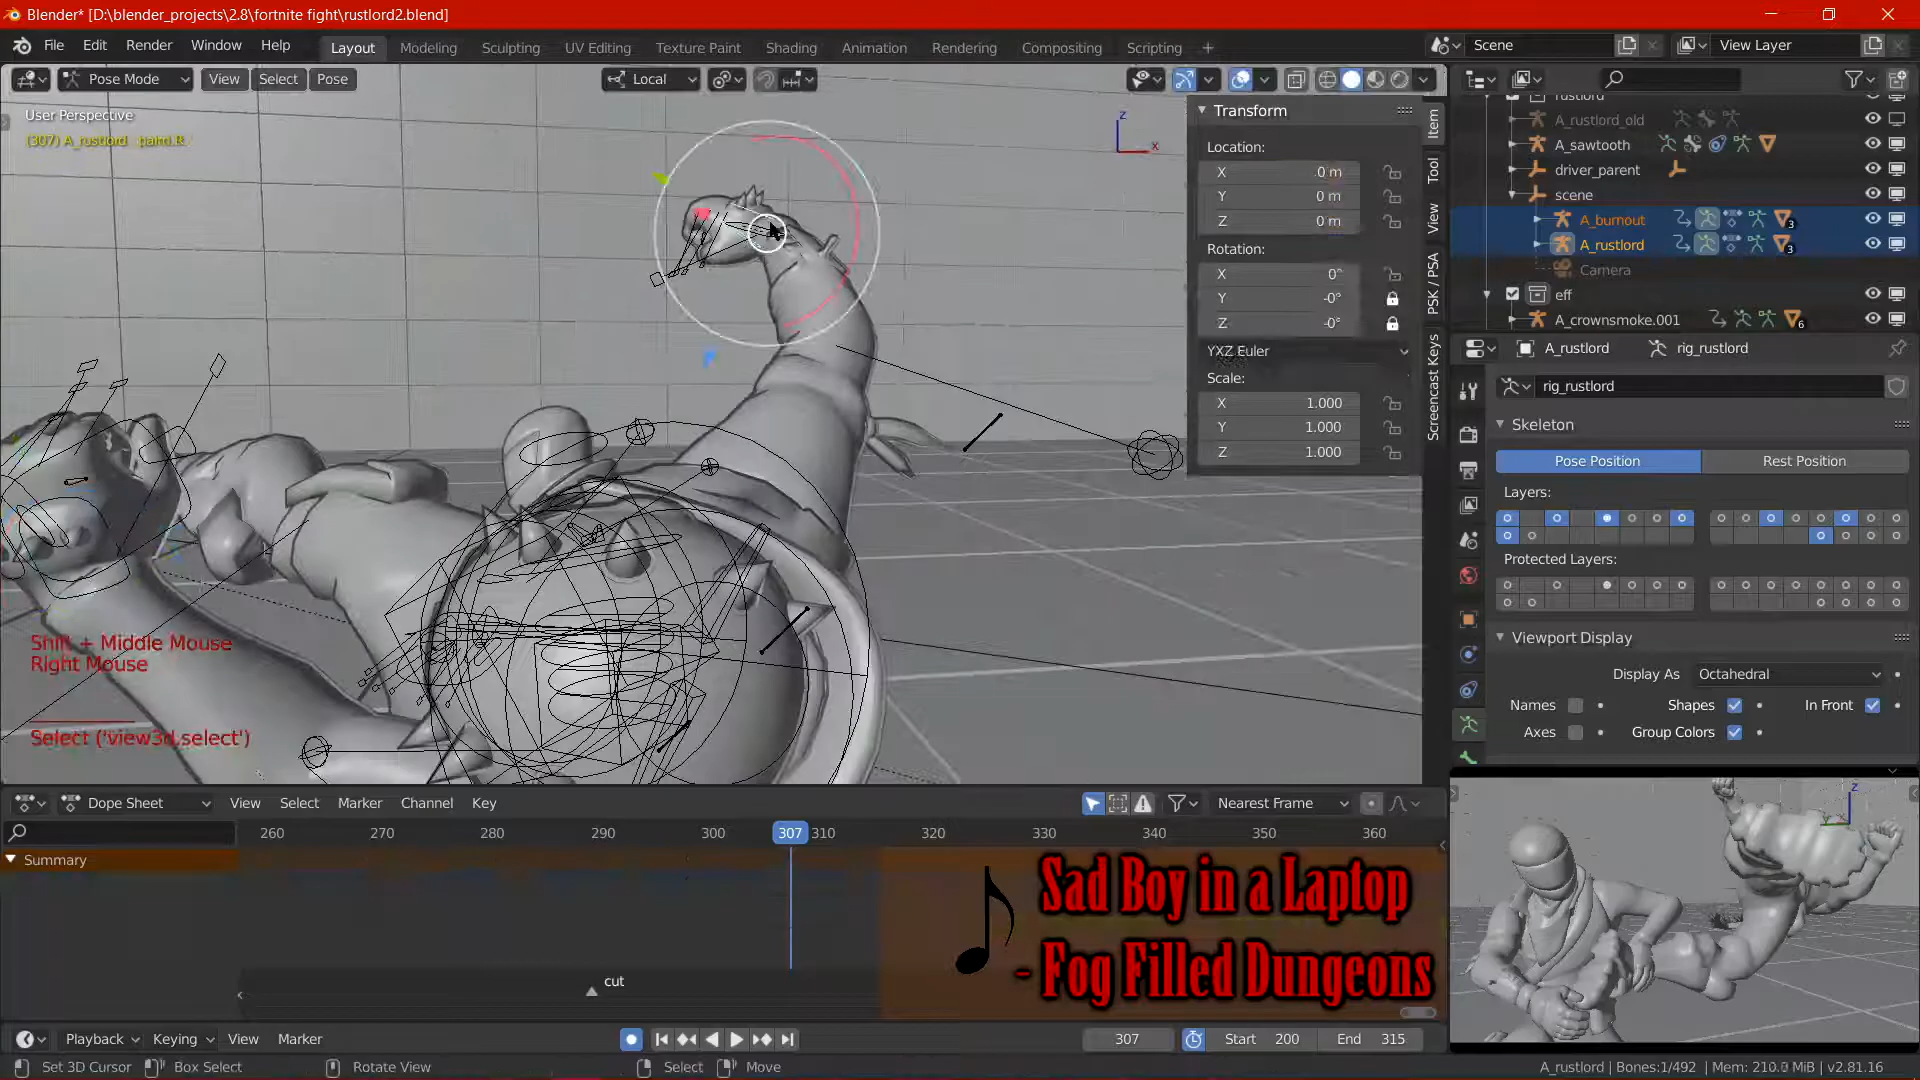 Blender* [D:\blender_projects\2.8\fortnite fight\rustlord2.blend]
File Edit Render Window Help Layout Modeling Sculpting UV Editing Texture Paint Shading Animation Rendering Compositing Scripting + Scene View Layer
Pose Mode View Select Pose Local
User Perspective
(307) A_rustlord : palm.R
Z
X
Transform
Location:
X 0 m
Y 0 m
Z 0 m
Rotation:
X 0°
Y -0°
Z -0°
YXZ Euler
Scale:
X 1.000
Y 1.000
Z 1.000
Item
Tool
View
PSK / PSA
Screencast Keys
rustlord
A_rustlord_old
A_sawtooth
driver_parent
scene
A_burnout 3
A_rustlord 3
Camera
eff
A_crownsmoke.001 6
A_rustlord rig_rustlord
rig_rustlord
Skeleton
Pose Position Rest Position
Layers:
Protected Layers:
Viewport Display
Display As Octahedral
Names Shapes In Front
Axes Group Colors
Shift + Middle Mouse
Right Mouse
Select ('view3d.select')
Dope Sheet View Select Marker Channel Key Nearest Frame
260 270 280 290 300 307 310 320 330 340 350 360
Summary
cut
Sad Boy in a Laptop
- Fog Filled Dungeons
Z
Y
Playback Keying View Marker 307 Start 200 End 315
Set 3D Cursor Box Select Rotate View Select Move A_rustlord | Bones:1/492 | Mem: 210.0 MiB | v2.81.16